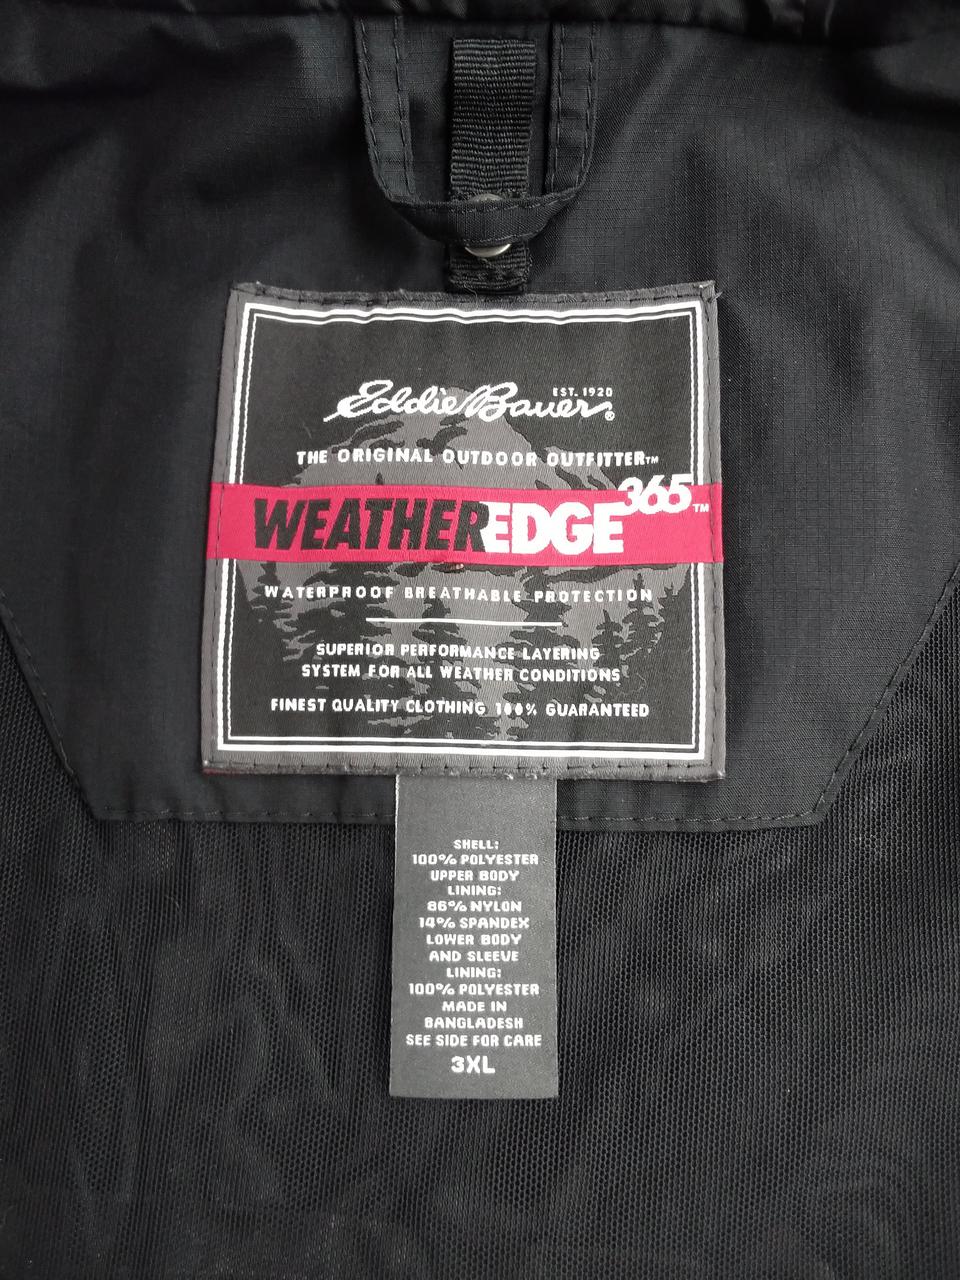 Eddie Bauer®
EST. 1920
THE ORIGINAL OUTDOOR OUTFITTER™
WEATHEREDGE 365™
WATERPROOF BREATHABLE PROTECTION
SUPERIOR PERFORMANCE LAYERING
SYSTEM FOR ALL WEATHER CONDITIONS
FINEST QUALITY CLOTHING 100% GUARANTEED
SHELL:
100% POLYESTER
UPPER BODY
LINING:
86% NYLON
14% SPANDEX
LOWER BODY
AND SLEEVE
LINING:
100% POLYESTER
MADE IN
BANGLADESH
SEE SIDE FOR CARE
3XL